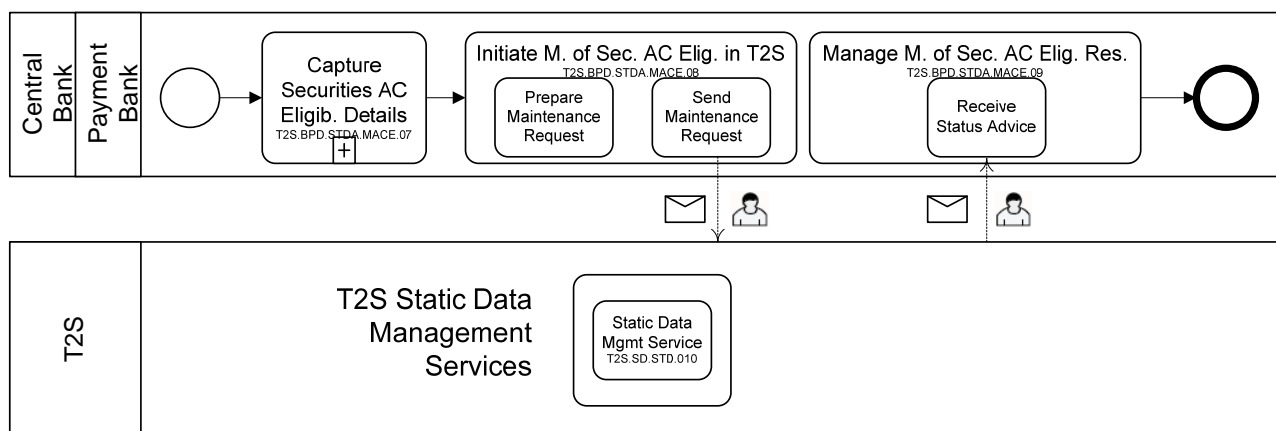 Central
Bank
Payment
Bank
Capture
Securities AC
Eligib. Details
T2S.BPD.STDA.MACE.07
+
Initiate M. of Sec. AC Elig. in T2S
T2S.BPD.STDA.MACE.08
Prepare
Maintenance
Request
Send
Maintenance
Request
Manage M. of Sec. AC Elig. Res.
T2S.BPD.STDA.MACE.09
Receive
Status Advice
T2S
T2S Static Data
Management
Services
Static Data
Mgmt Service
T2S.SD.STD.010